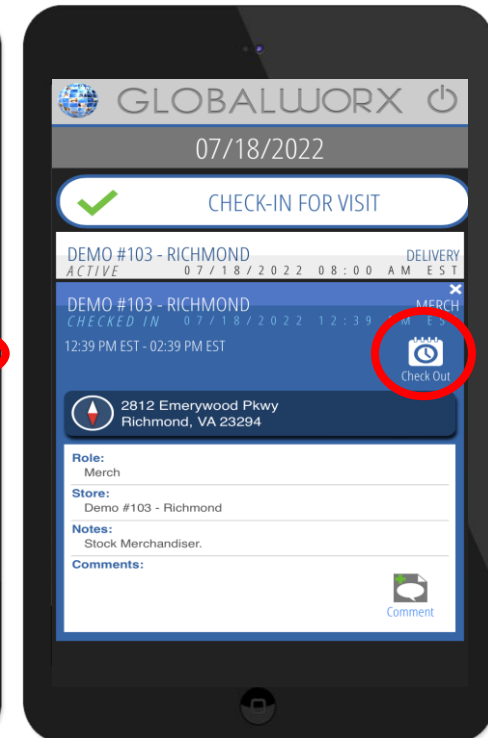 GLOBALWORX
07/18/2022
CHECK-IN FOR VISIT
DEMO #103 - RICHMOND DELIVERY
ACTIVE 07/18/2022 08:00 AM EST
DEMO #103 - RICHMOND MERCH
CHECKED IN 07/18/2022 12:39 PM EST
12:39 PM EST - 02:39 PM EST
Check Out
2812 Emerywood Pkwy
Richmond, VA 23294
Role:
Merch
Store:
Demo #103 - Richmond
Notes:
Stock Merchandiser.
Comments:
Comment